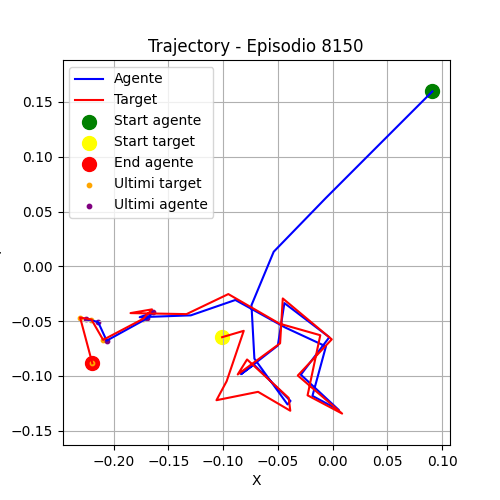 Trajectory - Episodio 8150
Agente
Target
Start agente
Start target
End agente
Ultimi target
Ultimi agente
0.15
0.10
0.05
0.00
−0.05
−0.10
−0.15
−0.20
−0.15
−0.10
−0.05
0.00
0.05
0.10
X